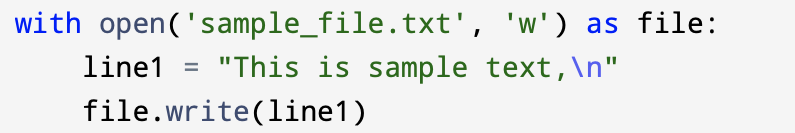 with open('sample_file.txt', 'w') as file:
    line1 = "This is sample text,\n"
    file.write(line1)